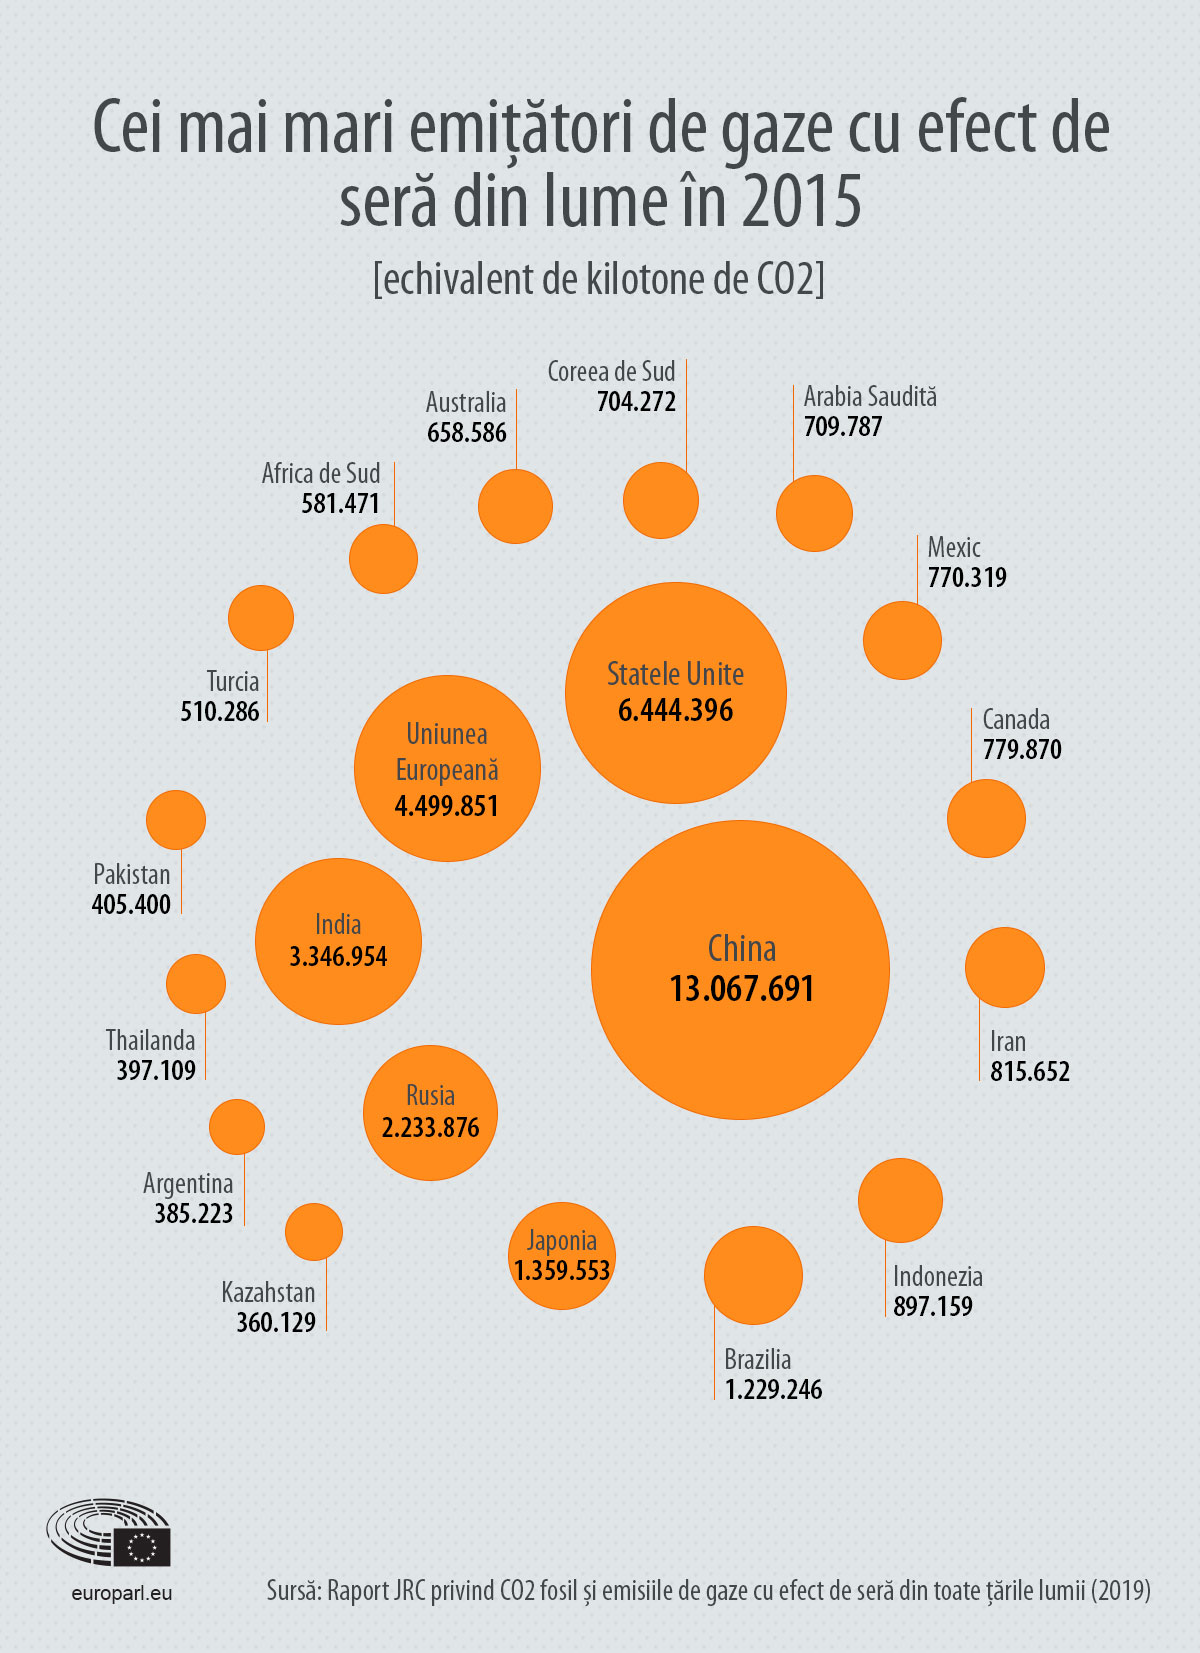 Cei mai mari emițători de gaze cu efect de
seră din lume în 2015
[echivalent de kilotone de CO2]
Coreea de Sud
704.272
Arabia Saudită
709.787
Australia
658.586
Africa de Sud
581.471
Mexic
770.319
Statele Unite
6.444.396
Turcia
510.286
Canada
779.870
Uniunea
Europeană
4.499.851
Pakistan
405.400
India
3.346.954
China
13.067.691
Thailanda
397.109
Iran
815.652
Rusia
2.233.876
Argentina
385.223
Japonia
1.359.553
Indonezia
897.159
Kazahstan
360.129
Brazilia
1.229.246
europarl.eu
Sursă: Raport JRC privind CO2 fosil și emisiile de gaze cu efect de seră din toate țările lumii (2019)